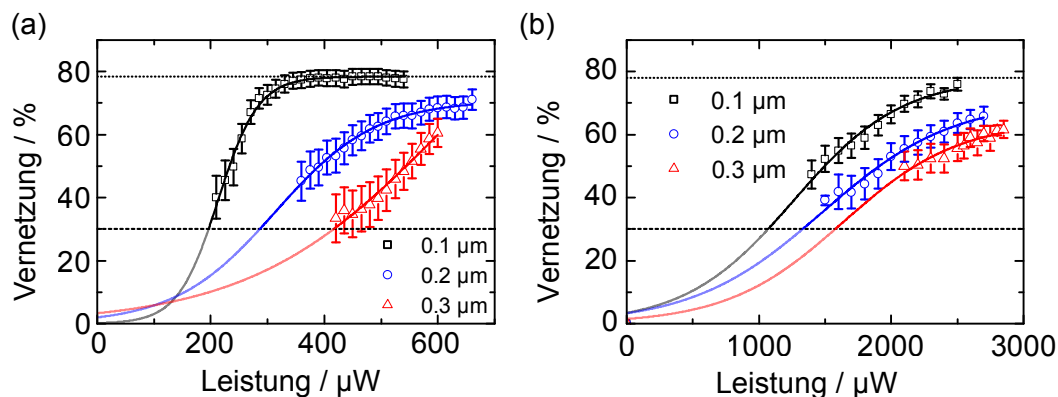 (a)
Vernetzung / %
80
60
40
20
0
0.1 µm
0.2 µm
0.3 µm
0 200 400 600
Leistung / µW
(b)
Vernetzung / %
80
60
40
20
0
0.1 µm
0.2 µm
0.3 µm
0 1000 2000 3000
Leistung / µW